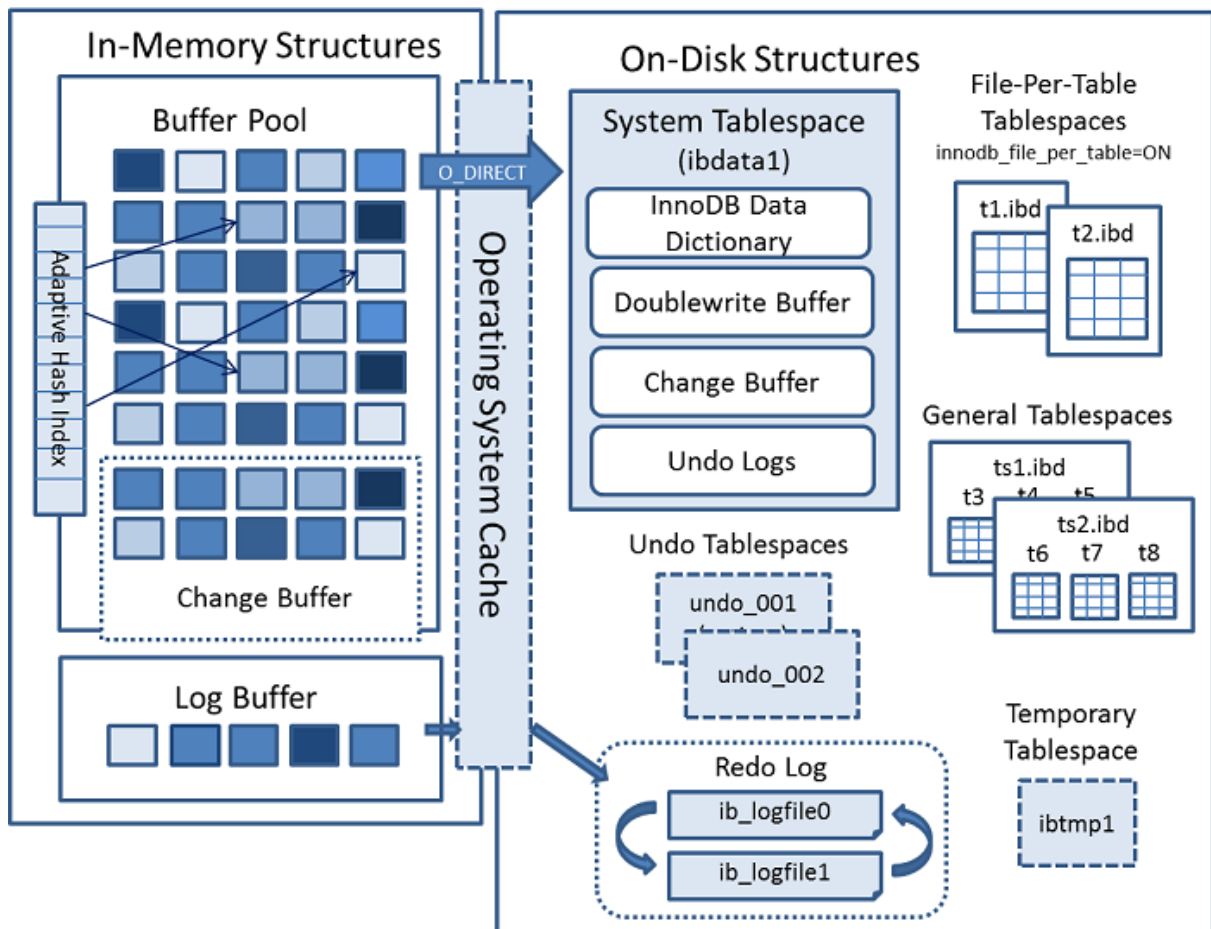 In-Memory Structures
Buffer Pool
Adaptive Hash Index
Change Buffer
Log Buffer
Operating System Cache
O_DIRECT
On-Disk Structures
System Tablespace
(ibdata1)
InnoDB Data
Dictionary
Doublewrite Buffer
Change Buffer
Undo Logs
Undo Tablespaces
undo_001
undo_002
Redo Log
ib_logfile0
ib_logfile1
File-Per-Table
Tablespaces
innodb_file_per_table=ON
t1.ibd
t2.ibd
General Tablespaces
ts1.ibd
t3 t4 t5
ts2.ibd
t6 t7 t8
Temporary
Tablespace
ibtmp1